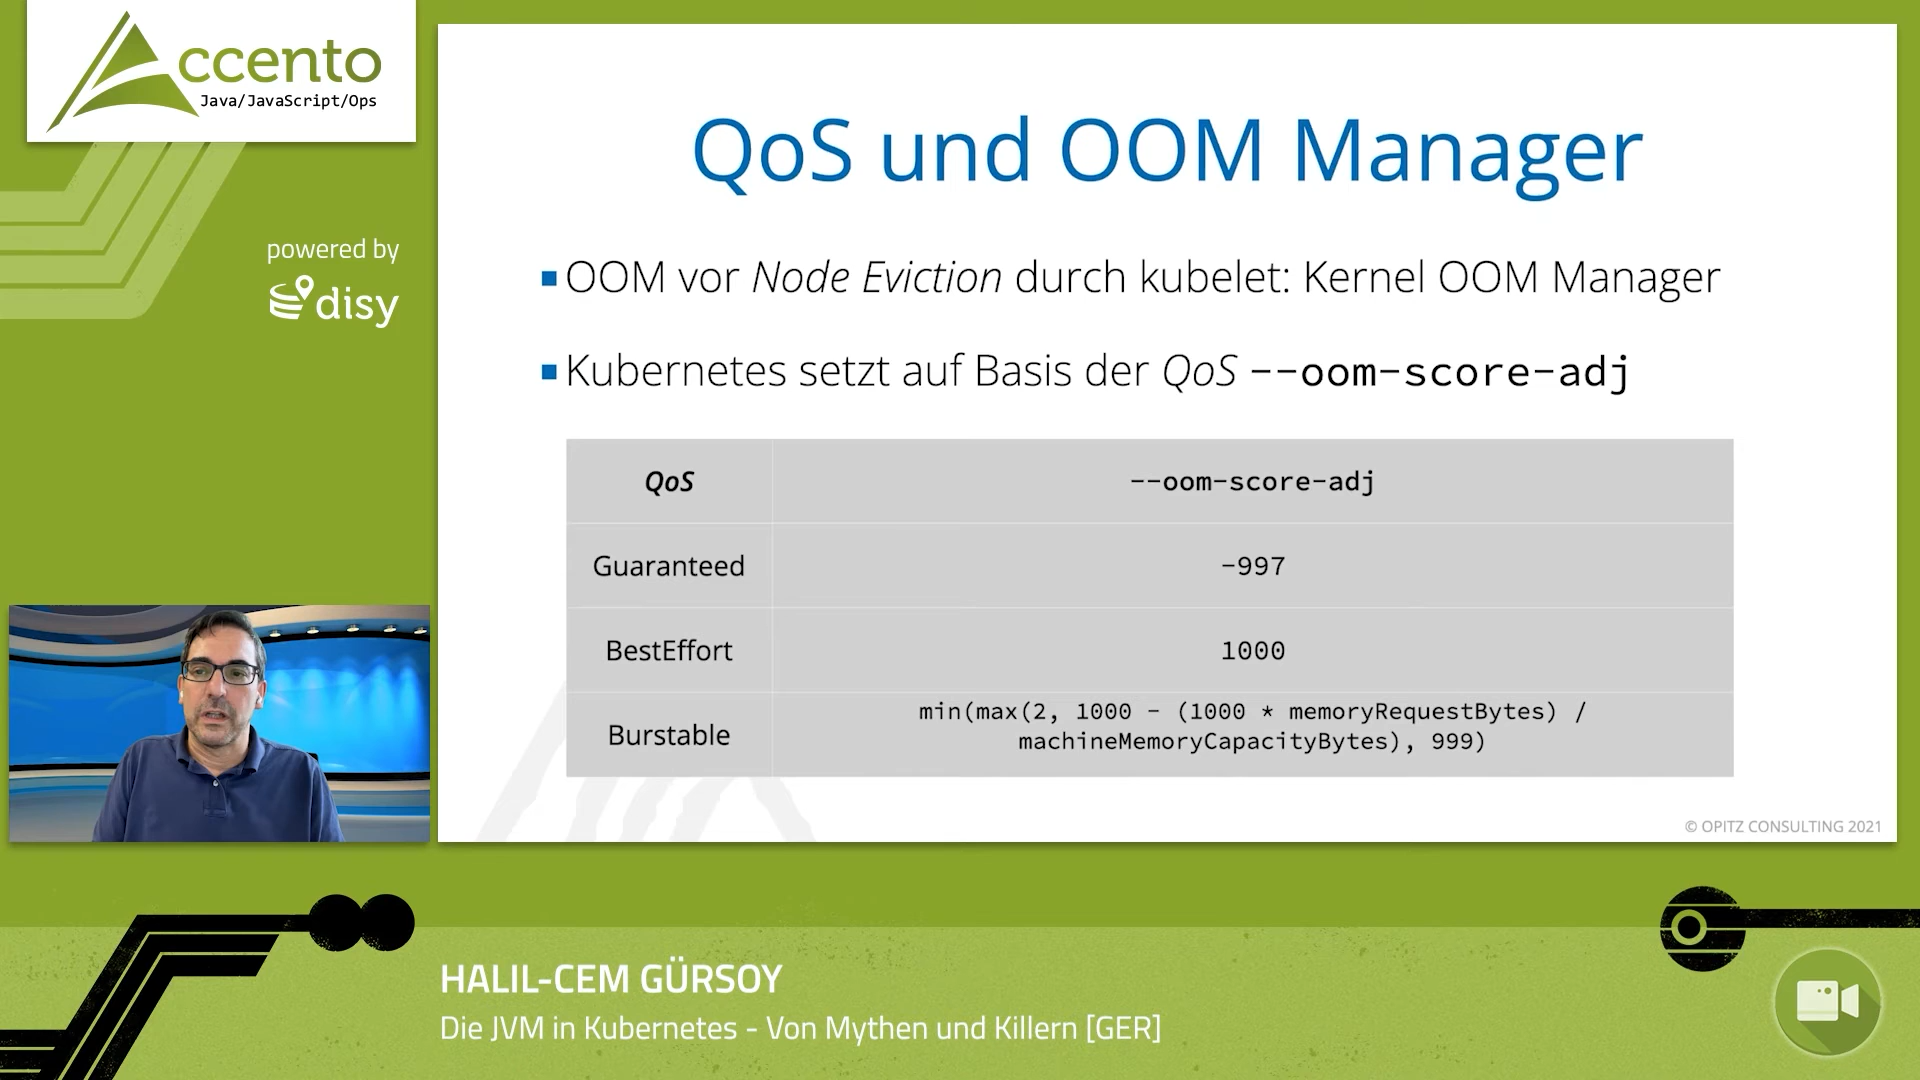 Accento
Java/JavaScript/Ops
powered by
disy
QoS und OOM Manager
OOM vor Node Eviction durch kubelet: Kernel OOM Manager
Kubernetes setzt auf Basis der QoS --oom-score-adj
QoS --oom-score-adj
Guaranteed -997
BestEffort 1000
Burstable min(max(2, 1000 - (1000 * memoryRequestBytes) /
machineMemoryCapacityBytes), 999)
© OPITZ CONSULTING 2021
HALIL-CEM GÜRSOY
Die JVM in Kubernetes - Von Mythen und Killern [GER]